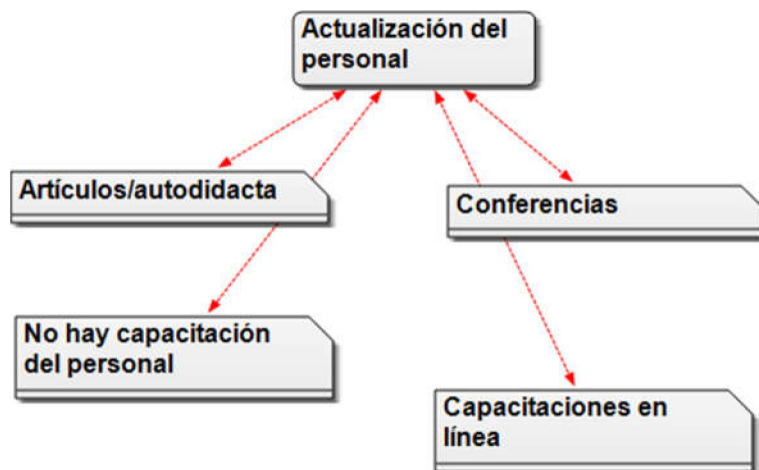 Actualización del
personal
Artículos/autodidacta
Conferencias
No hay capacitación
del personal
Capacitaciones en
línea